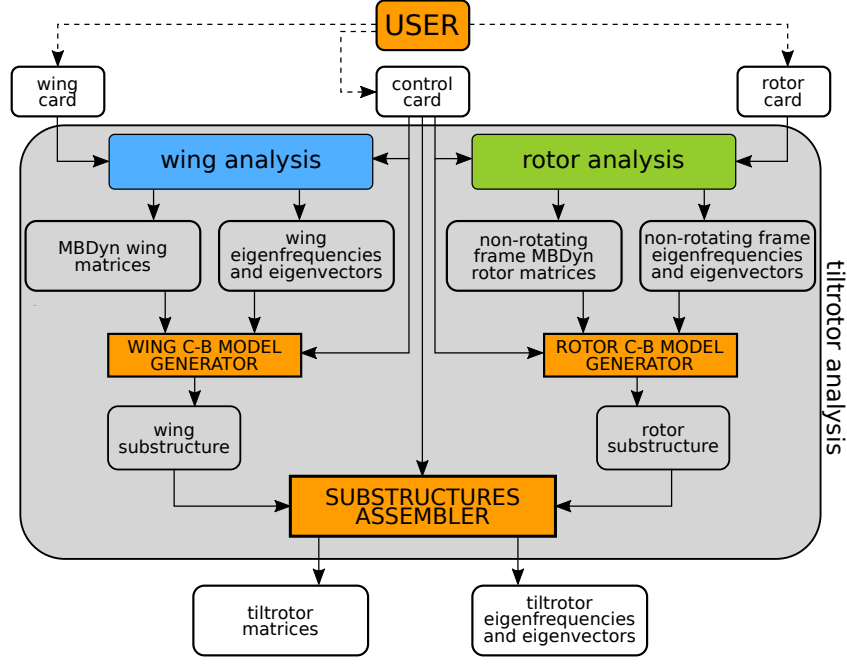 USER
wing
card
control
card
rotor
card
wing analysis
rotor analysis
MBDyn wing
matrices
wing
eigenfrequencies
and eigenvectors
non-rotating
frame MBDyn
rotor matrices
non-rotating frame
eigenfrequencies
and eigenvectors
tiltrotor analysis
WING C-B MODEL
GENERATOR
ROTOR C-B MODEL
GENERATOR
wing
substructure
rotor
substructure
SUBSTRUCTURES
ASSEMBLER
tiltrotor
matrices
tiltrotor
eigenfrequencies
and eigenvectors